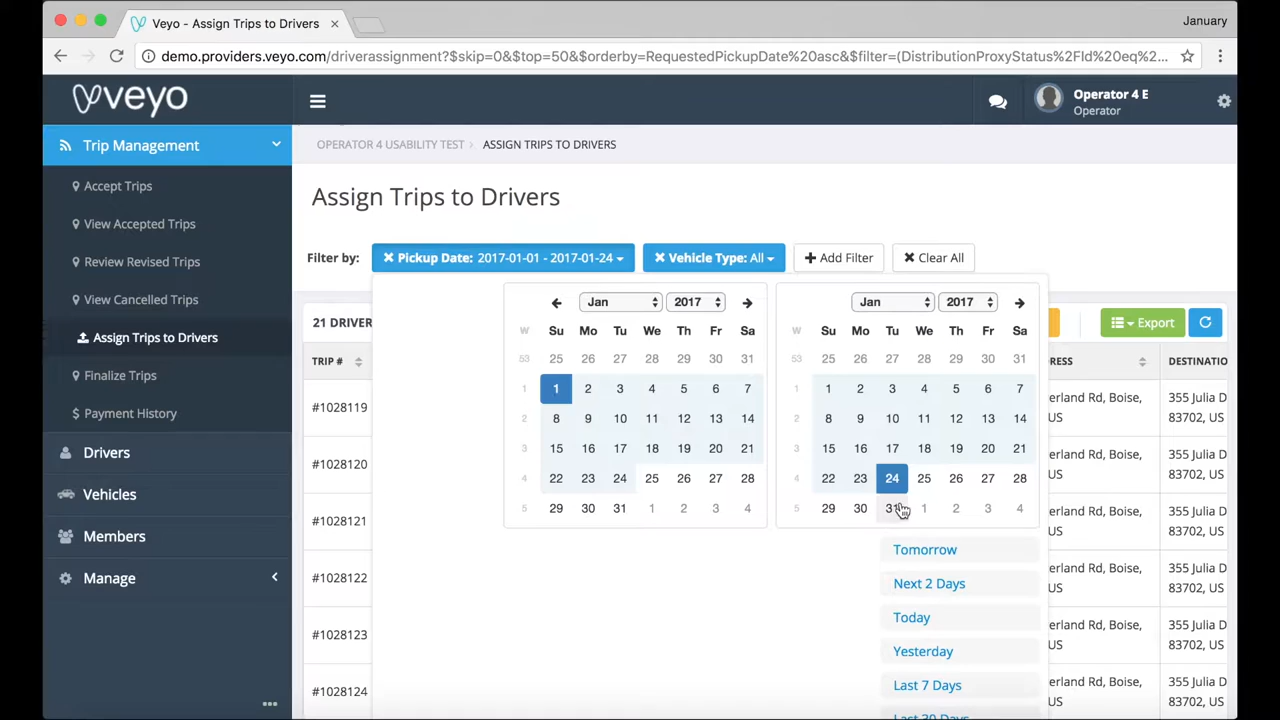 Veyo - Assign Trips to Drivers
January
demo.providers.veyo.com/driverassignment?$skip=0&$top=50&$orderby=RequestedPickupDate%20asc&$filter=(DistributionProxyStatus%2FId%20eq%2...
veyo
Operator 4 E
Operator
Trip Management
Accept Trips
View Accepted Trips
Review Revised Trips
View Cancelled Trips
Assign Trips to Drivers
Finalize Trips
Payment History
Drivers
Vehicles
Members
Manage
OPERATOR 4 USABILITY TEST > ASSIGN TRIPS TO DRIVERS
Assign Trips to Drivers
Filter by: Pickup Date: 2017-01-01 - 2017-01-24 Vehicle Type: All Add Filter Clear All
Jan 2017
W Su Mo Tu We Th Fr Sa
53 25 26 27 28 29 30 31
1 1 2 3 4 5 6 7
2 8 9 10 11 12 13 14
3 15 16 17 18 19 20 21
4 22 23 24 25 26 27 28
5 29 30 31 1 2 3 4
Jan 2017
W Su Mo Tu We Th Fr Sa
53 25 26 27 28 29 30 31
1 1 2 3 4 5 6 7
2 8 9 10 11 12 13 14
3 15 16 17 18 19 20 21
4 22 23 24 25 26 27 28
5 29 30 31 1 2 3 4
Tomorrow
Next 2 Days
Today
Yesterday
Last 7 Days
Last 30 Days
21 DRIVER
Export
TRIP #
RESS
DESTINATIO
#1028119
erland Rd, Boise,
US
355 Julia D
83702, US
#1028120
erland Rd, Boise,
US
355 Julia D
83702, US
#1028121
erland Rd, Boise,
US
355 Julia D
83702, US
#1028122
erland Rd, Boise,
US
355 Julia D
83702, US
#1028123
erland Rd, Boise,
US
355 Julia D
83702, US
#1028124
erland Rd, Boise,
US
355 Julia D
83702, US